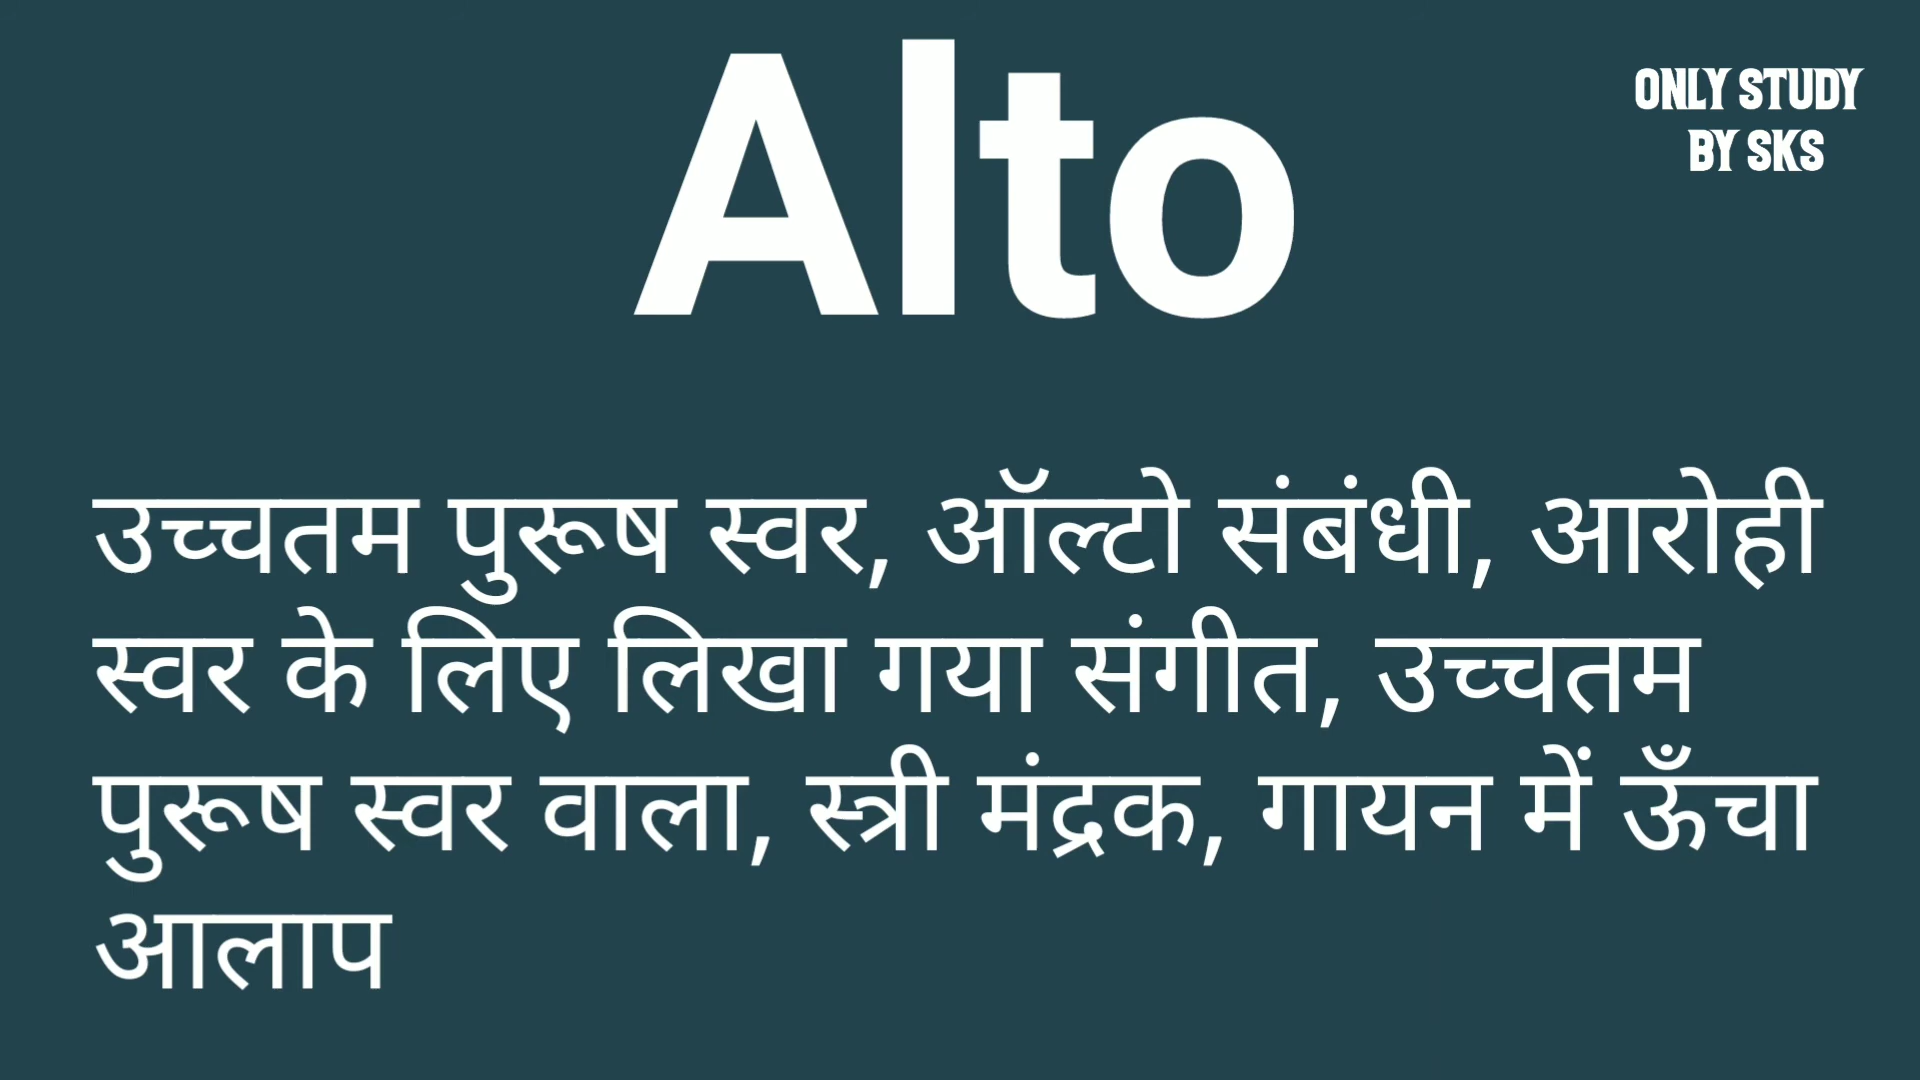 Alto
ONLY STUDY
BY SKS
उच्चतम पुरूष स्वर, ऑल्टो संबंधी, आरोही
स्वर के लिए लिखा गया संगीत, उच्चतम
पुरूष स्वर वाला, स्त्री मंद्रक, गायन में ऊँचा
आलाप